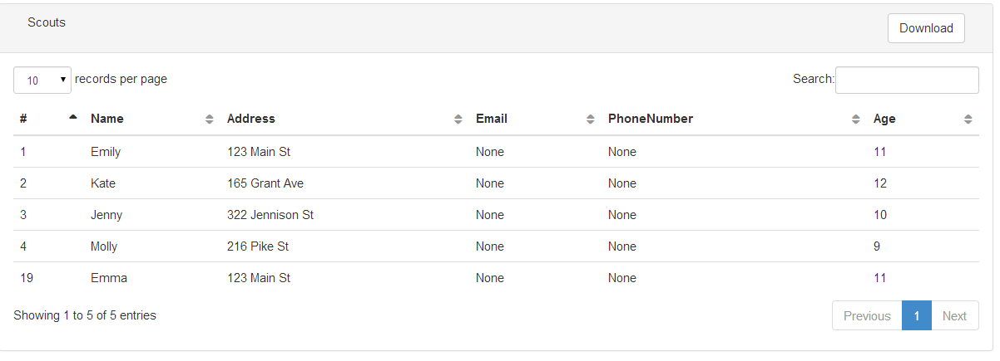 Scouts Download
10 records per page Search:
# Name Address Email PhoneNumber Age
1 Emily 123 Main St None None 11
2 Kate 165 Grant Ave None None 12
3 Jenny 322 Jennison St None None 10
4 Molly 216 Pike St None None 9
19 Emma 123 Main St None None 11
Showing 1 to 5 of 5 entries Previous 1 Next